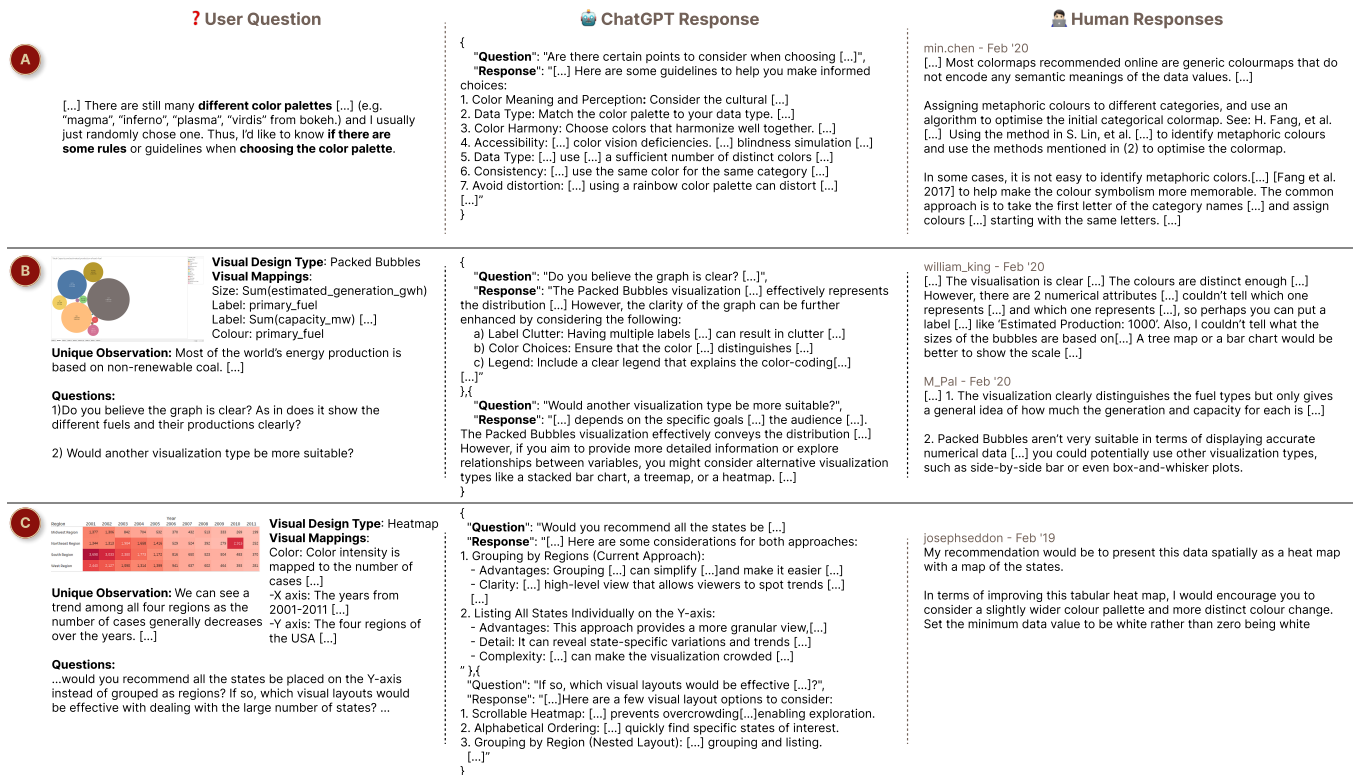 ❓User Question
🤖 ChatGPT Response
🧑🏻‍💻 Human Responses
A
[...] There are still many different color palettes [...] (e.g.
“magma”, “inferno”, “plasma”, “virdis” from bokeh.) and I usually
just randomly chose one. Thus, I’d like to know if there are
some rules or guidelines when choosing the color palette.
{
"Question": "Are there certain points to consider when choosing [...]",
"Response": "[...] Here are some guidelines to help you make informed
choices:
1. Color Meaning and Perception: Consider the cultural [...]
2. Data Type: Match the color palette to your data type. [...]
3. Color Harmony: Choose colors that harmonize well together. [...]
4. Accessibility: [...] color vision deficiencies. [...] blindness simulation [...]
5. Data Type: [...] use [...] a sufficient number of distinct colors [...]
6. Consistency: [...] use the same color for the same category [...]
7. Avoid distortion: [...] using a rainbow color palette can distort [...]
[...]”
}
min.chen - Feb '20
[...] Most colormaps recommended online are generic colourmaps that do
not encode any semantic meanings of the data values. [...]
Assigning metaphoric colours to different categories, and use an
algorithm to optimise the initial categorical colormap. See: H. Fang, et al.
[...] Using the method in S. Lin, et al. [...] to identify metaphoric colours
and use the methods mentioned in (2) to optimise the colormap.
In some cases, it is not easy to identify metaphoric colors.[...] [Fang et al.
2017] to help make the colour symbolism more memorable. The common
approach is to take the first letter of the category names [...] and assign
colours [...] starting with the same letters. [...]
B
Visual Design Type: Packed Bubbles
Visual Mappings:
Size: Sum(estimated_generation_gwh)
Label: primary_fuel
Label: Sum(capacity_mw) [...]
Colour: primary_fuel
Unique Observation: Most of the world’s energy production is
based on non-renewable coal. [...]
Questions:
1)Do you believe the graph is clear? As in does it show the
different fuels and their productions clearly?
2) Would another visualization type be more suitable?
{
"Question": "Do you believe the graph is clear? [...]",
"Response": "The Packed Bubbles visualization [...] effectively represents
the distribution [...] However, the clarity of the graph can be further
enhanced by considering the following:
a) Label Clutter: Having multiple labels [...] can result in clutter [...]
b) Color Choices: Ensure that the color [...] distinguishes [...]
c) Legend: Include a clear legend that explains the color-coding[...]
[...]”
},{
"Question": "Would another visualization type be more suitable?",
"Response": "[...] depends on the specific goals [...] the audience [...].
The Packed Bubbles visualization effectively conveys the distribution [...]
However, if you aim to provide more detailed information or explore
relationships between variables, you might consider alternative visualization
types like a stacked bar chart, a treemap, or a heatmap. [...]
}
william_king - Feb '20
[...] The visualisation is clear [...] The colours are distinct enough [...]
However, there are 2 numerical attributes [...] couldn’t tell which one
represents [...] and which one represents [...], so perhaps you can put a
label [...] like ‘Estimated Production: 1000’. Also, I couldn’t tell what the
sizes of the bubbles are based on[...] A tree map or a bar chart would be
better to show the scale [...]
M_Pal - Feb '20
[...] 1. The visualization clearly distinguishes the fuel types but only gives
a general idea of how much the generation and capacity for each is [...]
2. Packed Bubbles aren’t very suitable in terms of displaying accurate
numerical data [...] you could potentially use other visualization types,
such as side-by-side bar or even box-and-whisker plots.
C
Year
Region 2001 2002 2003 2004 2005 2006 2007 2008 2009 2010 2011
Midwest Region
Northeast Region
South Region
West Region
Visual Design Type: Heatmap
Visual Mappings:
Color: Color intensity is
mapped to the number of
cases [...]
-X axis: The years from
2001-2011 [...]
-Y axis: The four regions of
the USA [...]
Unique Observation: We can see a
trend among all four regions as the
number of cases generally decreases
over the years. [...]
Questions:
...would you recommend all the states be placed on the Y-axis
instead of grouped as regions? If so, which visual layouts would
be effective with dealing with the large number of states? ...
{
"Question": "Would you recommend all the states be [...]
"Response": "[...] Here are some considerations for both approaches:
1. Grouping by Regions (Current Approach):
- Advantages: Grouping [...] can simplify [...]and make it easier [...]
- Clarity: [...] high-level view that allows viewers to spot trends [...]
[...]
2. Listing All States Individually on the Y-axis:
- Advantages: This approach provides a more granular view,[...]
- Detail: It can reveal state-specific variations and trends [...]
- Complexity: [...] can make the visualization crowded [...]
” },{
"Question": "If so, which visual layouts would be effective [...]?",
"Response": "[...]Here are a few visual layout options to consider:
1. Scrollable Heatmap: [...] prevents overcrowding[...]enabling exploration.
2. Alphabetical Ordering: [...] quickly find specific states of interest.
3. Grouping by Region (Nested Layout): [...] grouping and listing.
[...]”
}
josephseddon - Feb '19
My recommendation would be to present this data spatially as a heat map
with a map of the states.
In terms of improving this tabular heat map, I would encourage you to
consider a slightly wider colour pallette and more distinct colour change.
Set the minimum data value to be white rather than zero being white